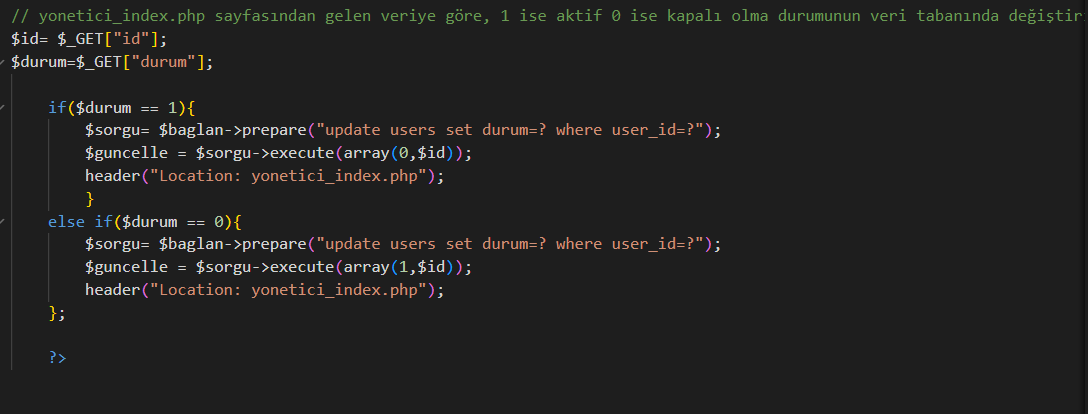 // yonetici_index.php sayfasından gelen veriye göre, 1 ise aktif 0 ise kapalı olma durumunun veri tabanında değiştir
$id= $_GET["id"];
$durum=$_GET["durum"];
if($durum == 1){
$sorgu= $baglan->prepare("update users set durum=? where user_id=?");
$guncelle = $sorgu->execute(array(0,$id));
header("Location: yonetici_index.php");
}
else if($durum == 0){
$sorgu= $baglan->prepare("update users set durum=? where user_id=?");
$guncelle = $sorgu->execute(array(1,$id));
header("Location: yonetici_index.php");
};
?>